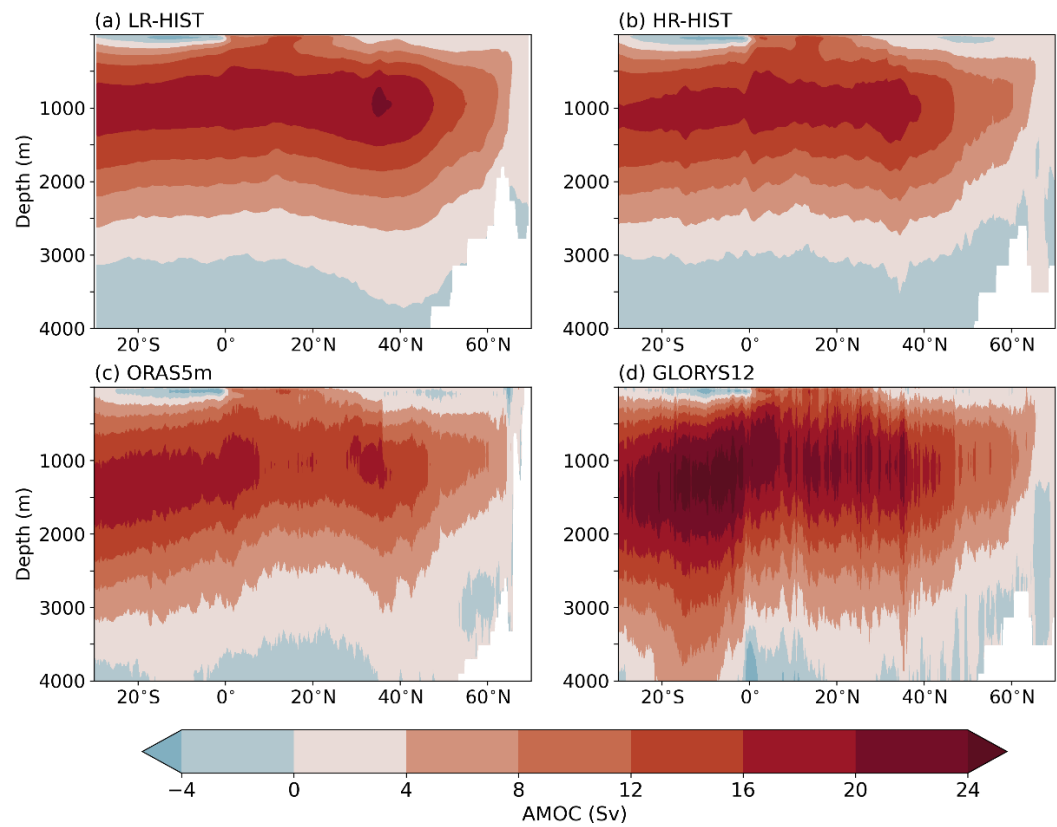 (a) LR-HIST
(b) HR-HIST
Depth (m)
1000
2000
3000
4000
20°S 0° 20°N 40°N 60°N
1000
2000
3000
4000
20°S 0° 20°N 40°N 60°N
(c) ORAS5m
(d) GLORYS12
Depth (m)
1000
2000
3000
4000
20°S 0° 20°N 40°N 60°N
1000
2000
3000
4000
20°S 0° 20°N 40°N 60°N
−4 0 4 8 12 16 20 24
AMOC (Sv)